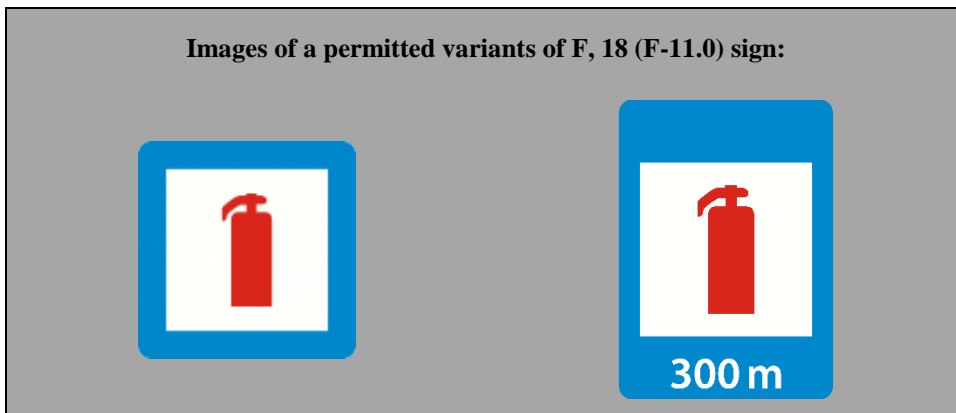 Images of a permitted variants of F, 18 (F-11.0) sign:
300 m